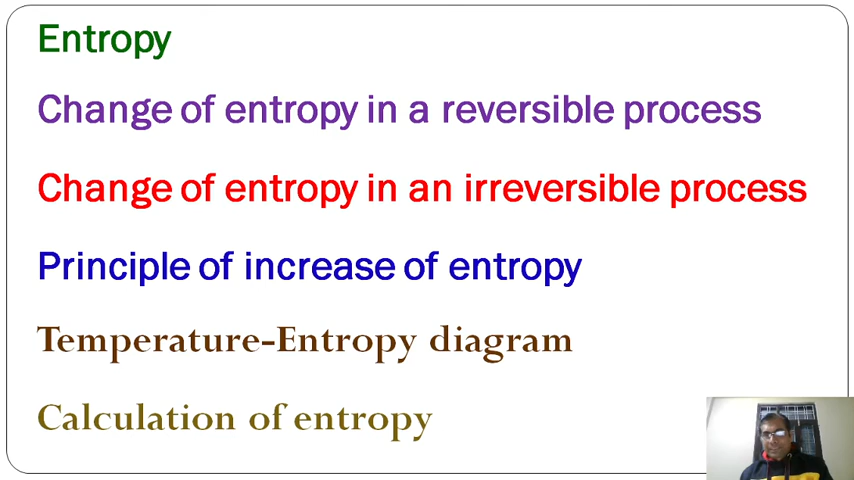 Entropy
Change of entropy in a reversible process
Change of entropy in an irreversible process
Principle of increase of entropy
Temperature-Entropy diagram
Calculation of entropy